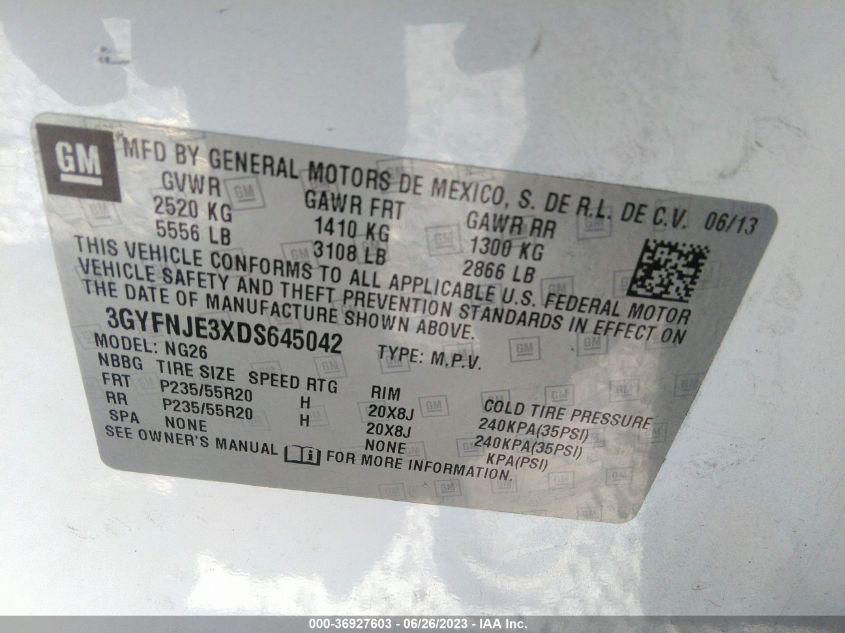 GM MFD BY GENERAL MOTORS DE MEXICO, S. DE R.L. DE C.V. 06/13
GVWR GAWR FRT GAWR RR
2520 KG 1410 KG 1300 KG
5556 LB 3108 LB 2866 LB
THIS VEHICLE CONFORMS TO ALL APPLICABLE U.S. FEDERAL MOTOR
VEHICLE SAFETY AND THEFT PREVENTION STANDARDS IN EFFECT ON
THE DATE OF MANUFACTURE SHOWN ABOVE.
3GYFNJE3XDS645042 TYPE: M.P.V.
MODEL: NG26
NBBG TIRE SIZE SPEED RTG RIM COLD TIRE PRESSURE
FRT P235/55R20 H 20X8J 240KPA(35PSI)
RR P235/55R20 H 20X8J 240KPA(35PSI)
SPA NONE NONE KPA(PSI)
SEE OWNER'S MANUAL FOR MORE INFORMATION.
000-36927603 - 06/26/2023 - IAA Inc.